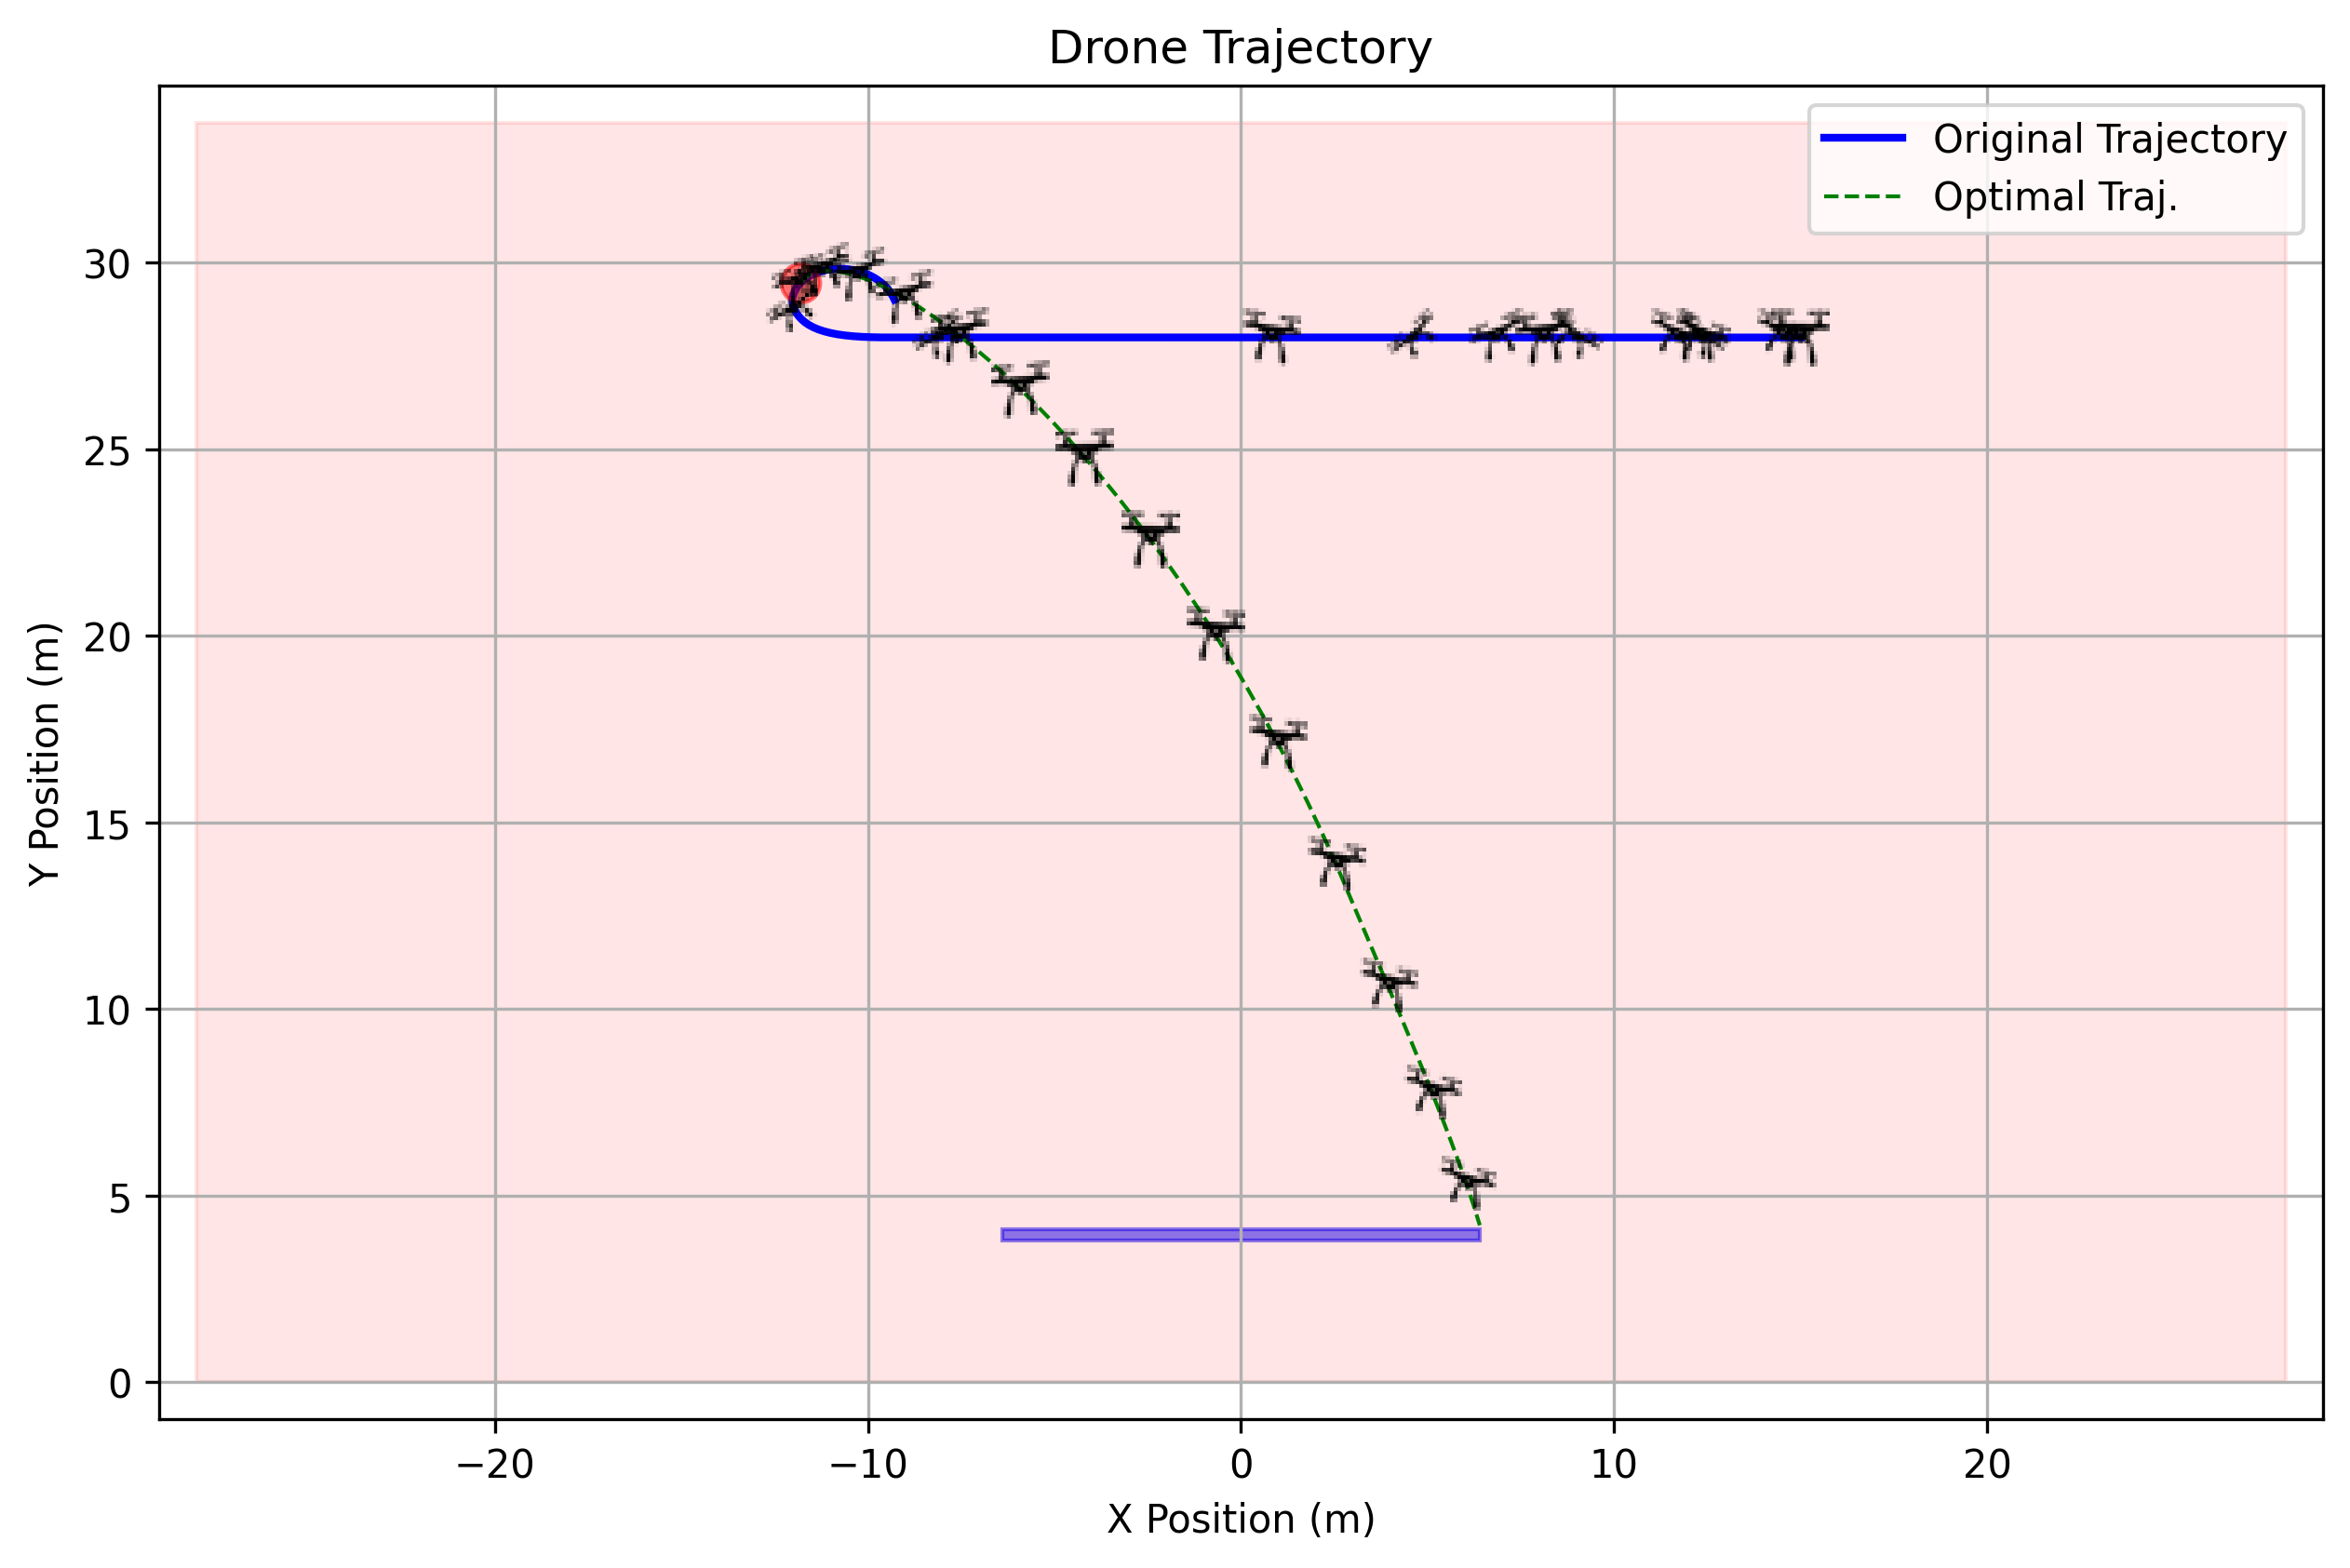 Drone Trajectory
Original Trajectory
Optimal Traj.
Y Position (m)
30
25
20
15
10
5
0
−20
−10
0
10
20
X Position (m)